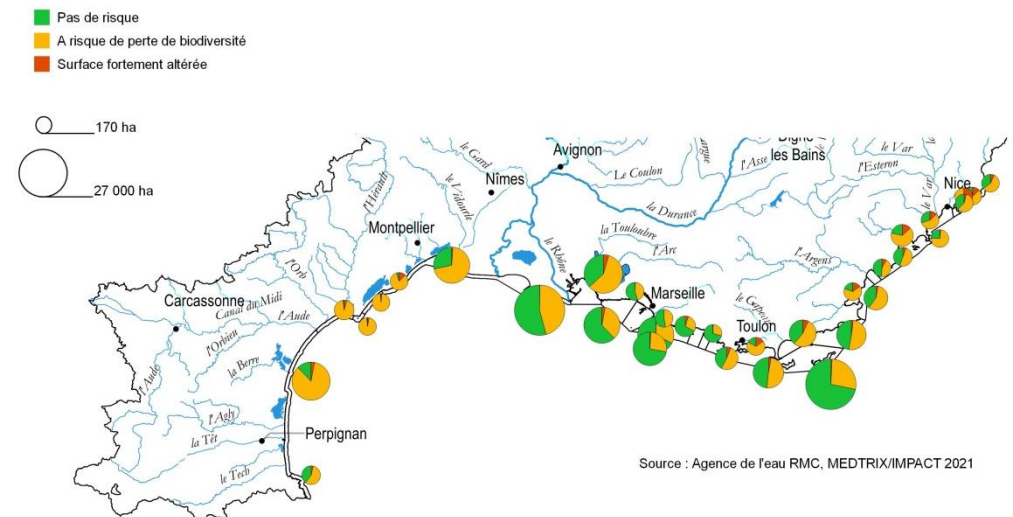 Pas de risque
A risque de perte de biodiversité
Surface fortement altérée
170 ha
27 000 ha
Avignon
les Bains
l'Asse
le Var
l'Esteron
le Var
Nice
le Gard
Nîmes
Le Coulon
la Durance
l'Hérault
le Vidourle
Montpellier
la Touloubre
l'Arc
le Rhône
l'Argens
l'Orb
Marseille
Carcassonne
Canal du Midi
l'Aude
l'Orbieu
le Gapeau
Toulon
la Berre
l'Aude
l'Agly
la Têt
Perpignan
le Tech
Source : Agence de l'eau RMC, MEDTRIX/IMPACT 2021